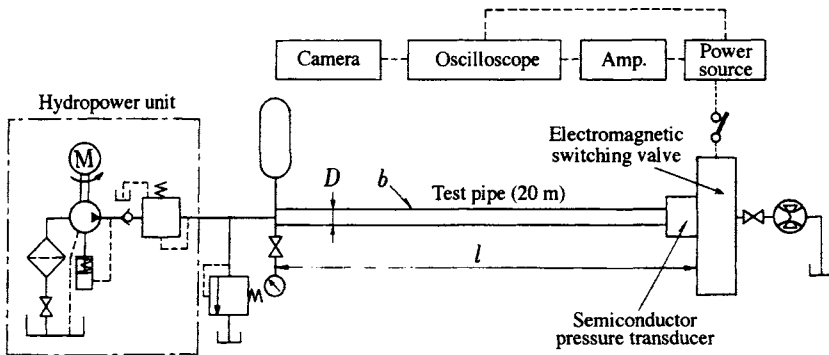 Camera
Oscilloscope
Amp.
Power
source
Hydropower unit
Electromagnetic
switching valve
M
D
b
Test pipe (20 m)
l
Semiconductor
pressure transducer